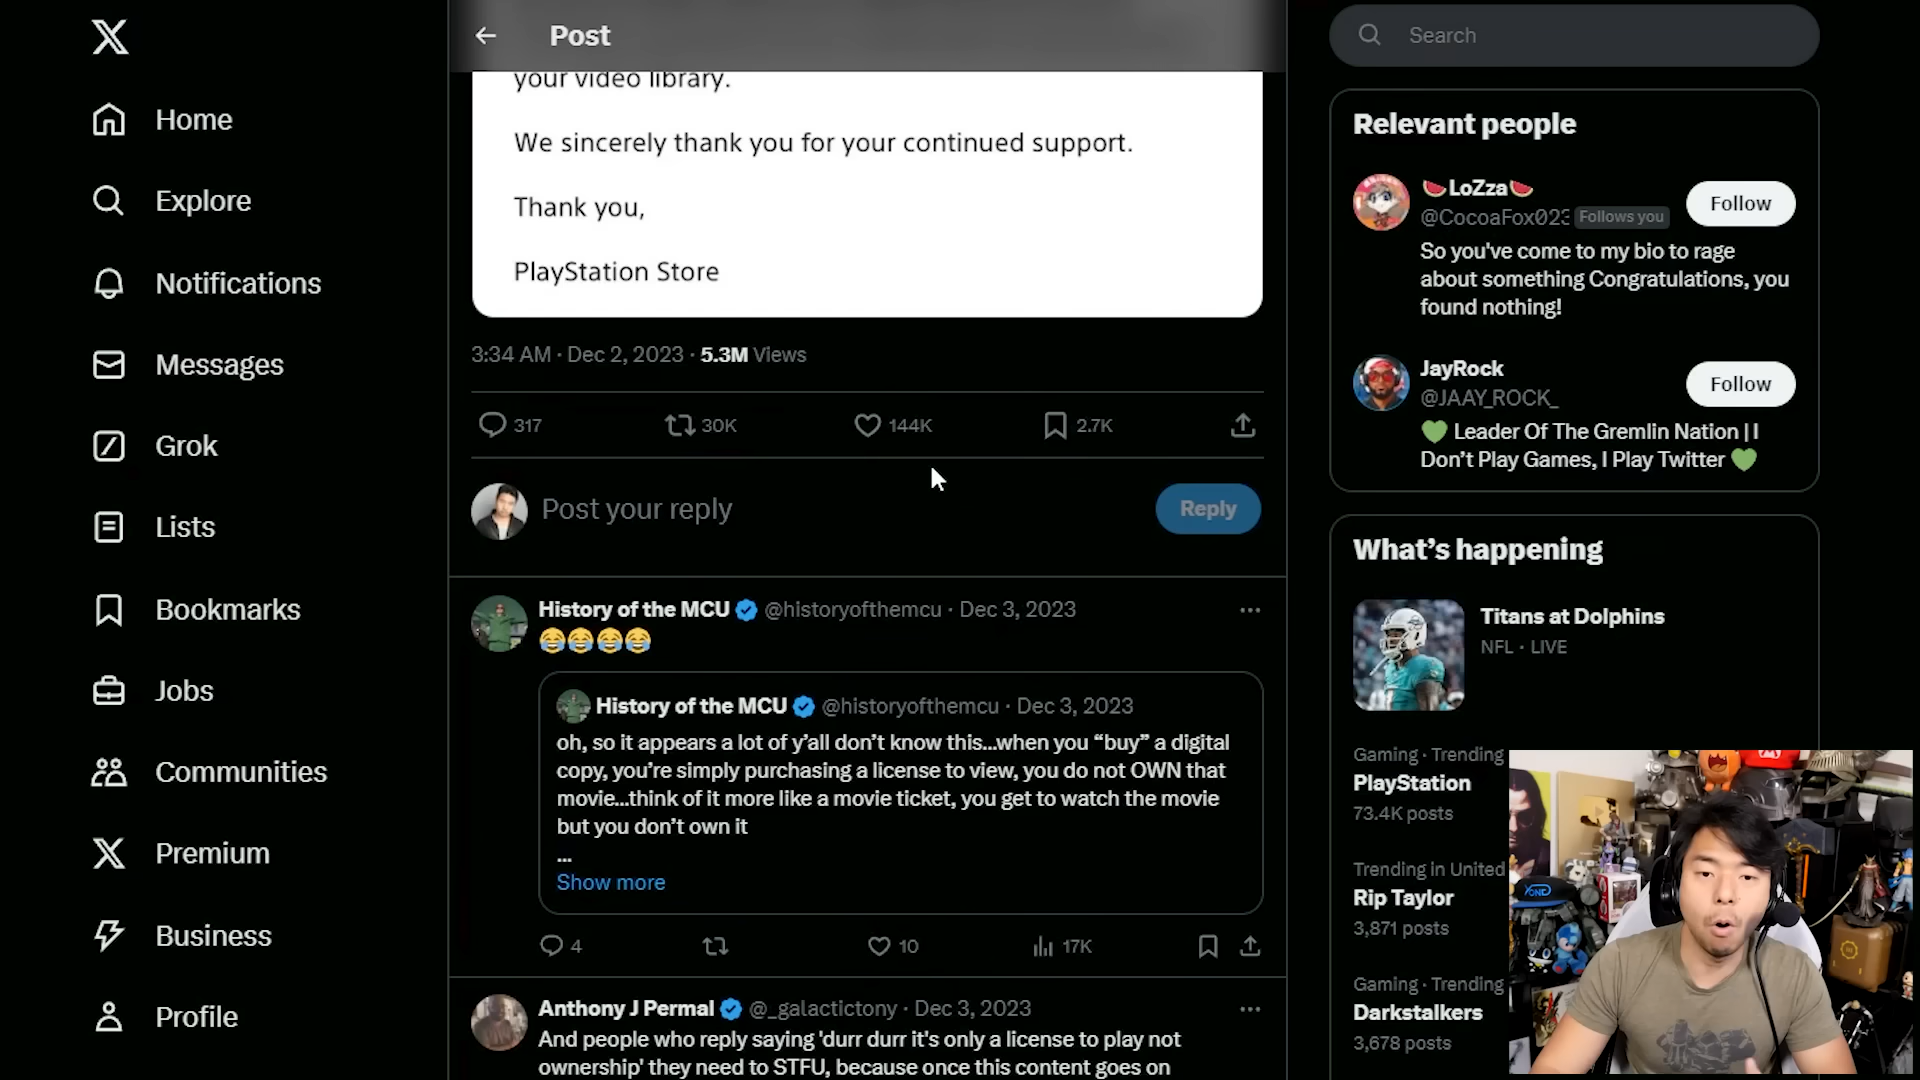 Home
Explore
Notifications
Messages
Grok
Lists
Bookmarks
Jobs
Communities
Premium
Business
Profile
Post
your video library.
We sincerely thank you for your continued support.
Thank you,
PlayStation Store
3:34 AM · Dec 2, 2023 · 5.3M Views
317 30K 144K 2.7K
Post your reply
Reply
History of the MCU @historyofthemcu · Dec 3, 2023
😂😂😂😂
History of the MCU @historyofthemcu · Dec 3, 2023
oh, so it appears a lot of y’all don’t know this...when you “buy” a digital
copy, you’re simply purchasing a license to view, you do not OWN that
movie...think of it more like a movie ticket, you get to watch the movie
but you don’t own it
...
Show more
4 10 17K
Anthony J Permal @_galactictony · Dec 3, 2023
And people who reply saying 'durr durr it's only a license to play not
ownership' they need to STFU, because once this content goes on
Search
Relevant people
🍉LoZza🍉
@CocoaFox023 Follows you
Follow
So you've come to my bio to rage
about something Congratulations, you
found nothing!
JayRock
@JAAY_ROCK_
Follow
💚 Leader Of The Gremlin Nation | I
Don’t Play Games, I Play Twitter 💚
What’s happening
Titans at Dolphins
NFL · LIVE
Gaming · Trending
PlayStation
73.4K posts
Trending in United
Rip Taylor
3,871 posts
Gaming · Trending
Darkstalkers
3,678 posts